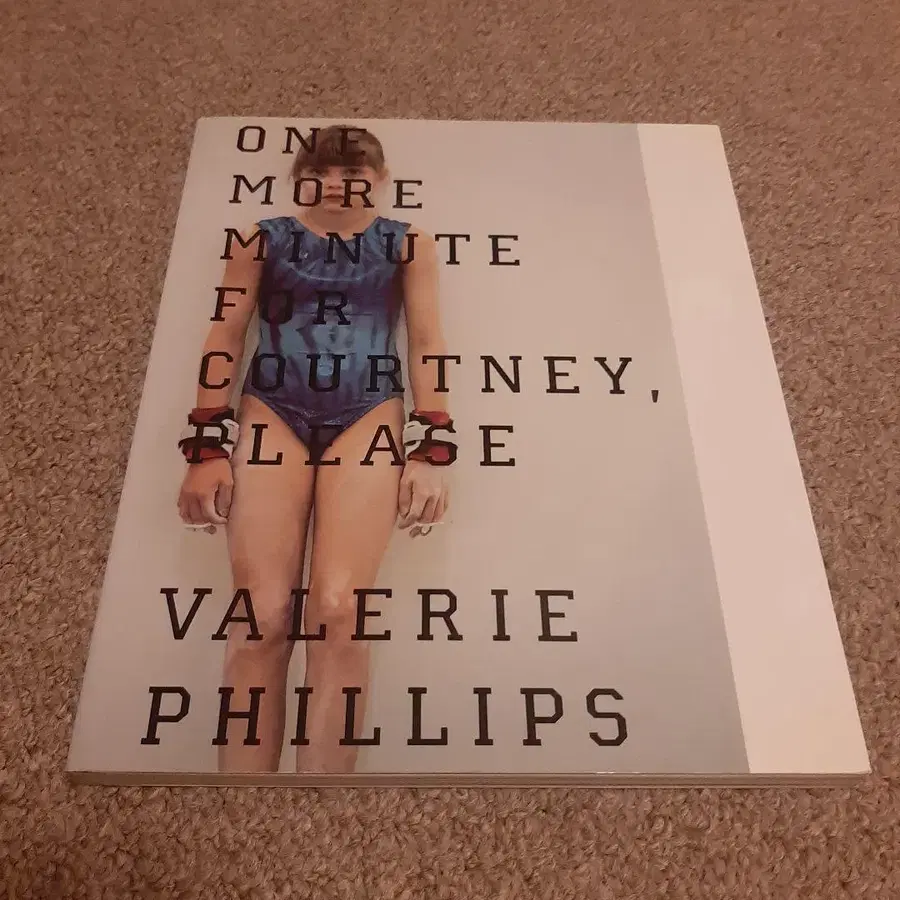 ONE
MORE
MINUTE
FOR
COURTNEY,
PLEASE
VALERIE
PHILLIPS